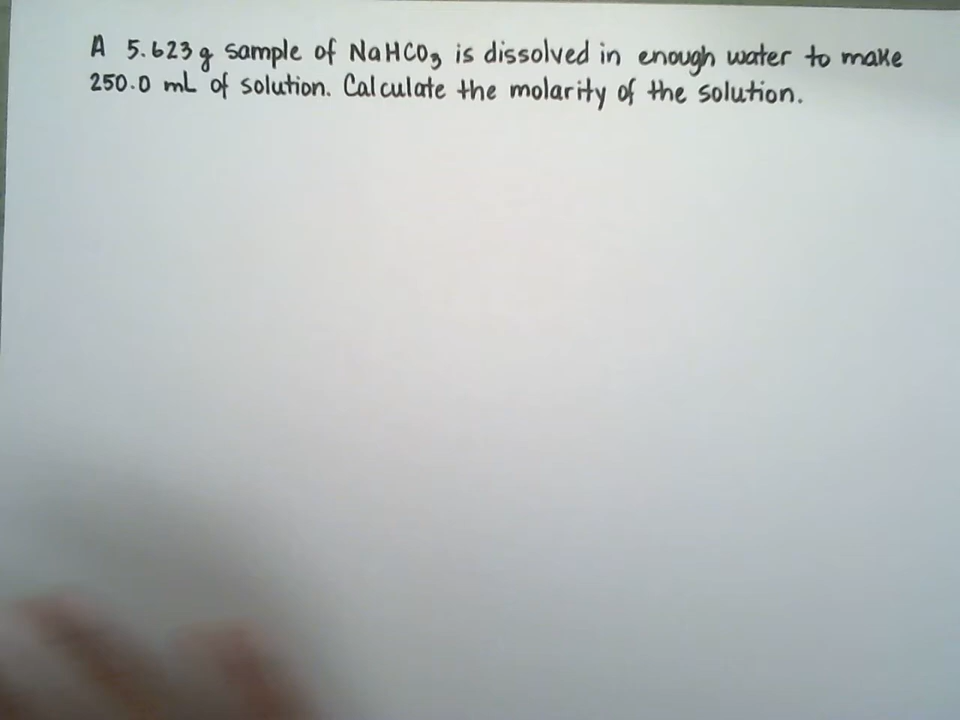 A 5.623 g sample of NaHCO₃ is dissolved in enough water to make
250.0 mL of solution. Calculate the molarity of the solution.